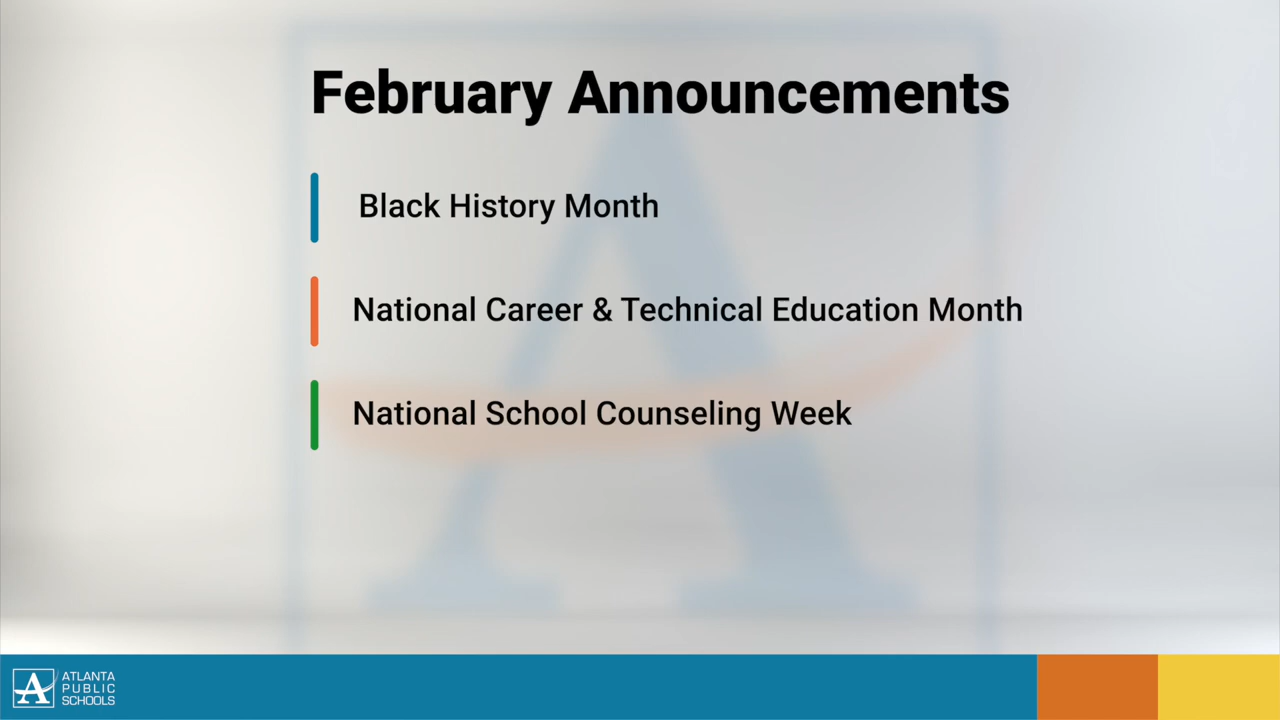 February Announcements
Black History Month
National Career & Technical Education Month
National School Counseling Week
ATLANTA
PUBLIC
SCHOOLS